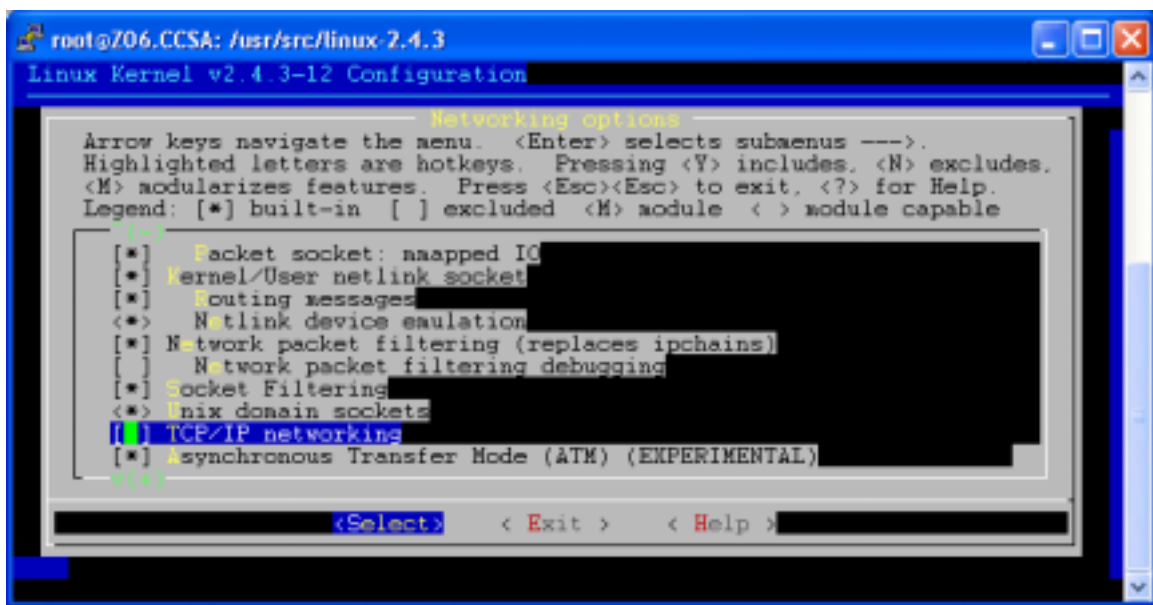 root@Z06.CCSA: /usr/src/linux-2.4.3
Linux Kernel v2.4.3-12 Configuration
Networking options
Arrow keys navigate the menu. <Enter> selects submenus --->.
Highlighted letters are hotkeys. Pressing <Y> includes, <N> excludes,
<M> modularizes features. Press <Esc><Esc> to exit, <?> for Help.
Legend: [*] built-in [ ] excluded <M> module < > module capable
^(-)
[*] Packet socket: mmapped IO
[*] Kernel/User netlink socket
[*] Routing messages
<*> Netlink device emulation
[*] Network packet filtering (replaces ipchains)
[ ] Network packet filtering debugging
[*] Socket Filtering
<*> Unix domain sockets
[ ] TCP/IP networking
[*] Asynchronous Transfer Mode (ATM) (EXPERIMENTAL)
v(+)
<Select> < Exit > < Help >